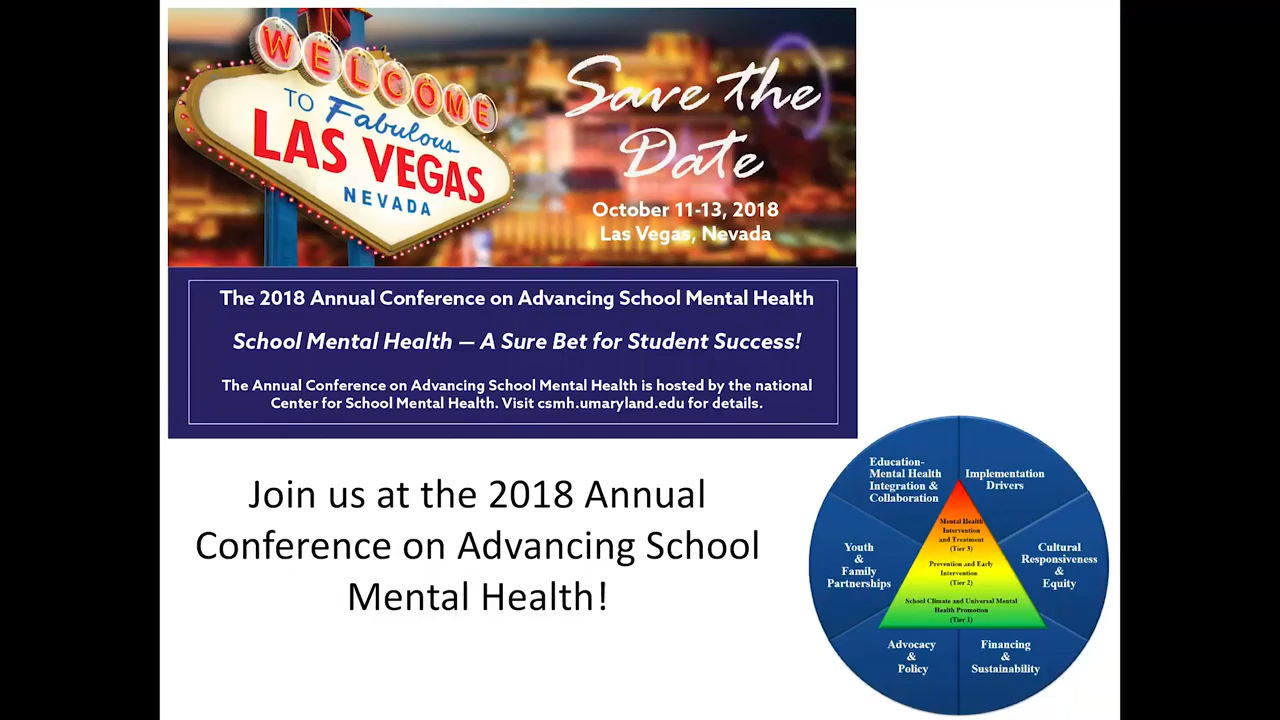 WELCOME
TO Fabulous
LAS VEGAS
NEVADA
Save the
Date
October 11-13, 2018
Las Vegas, Nevada
The 2018 Annual Conference on Advancing School Mental Health
School Mental Health — A Sure Bet for Student Success!
The Annual Conference on Advancing School Mental Health is hosted by the national
Center for School Mental Health. Visit csmh.umaryland.edu for details.
Join us at the 2018 Annual
Conference on Advancing School
Mental Health!
Education-
Mental Health
Integration &
Collaboration
Implementation
Drivers
Youth
&
Family
Partnerships
Mental Health
Intervention
and Treatment
(Tier 3)
Prevention and Early
Intervention
(Tier 2)
School Climate and Universal Mental
Health Promotion
(Tier 1)
Cultural
Responsiveness
&
Equity
Advocacy
&
Policy
Financing
&
Sustainability